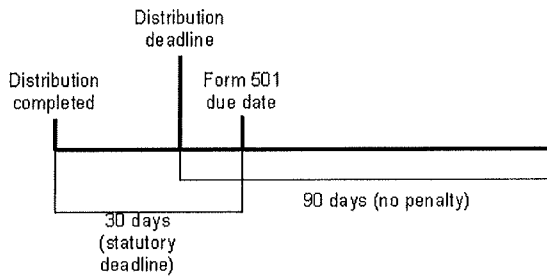 Distribution
deadline
Distribution
completed
Form 501
due date
90 days (no penalty)
30 days
(statutory
deadline)